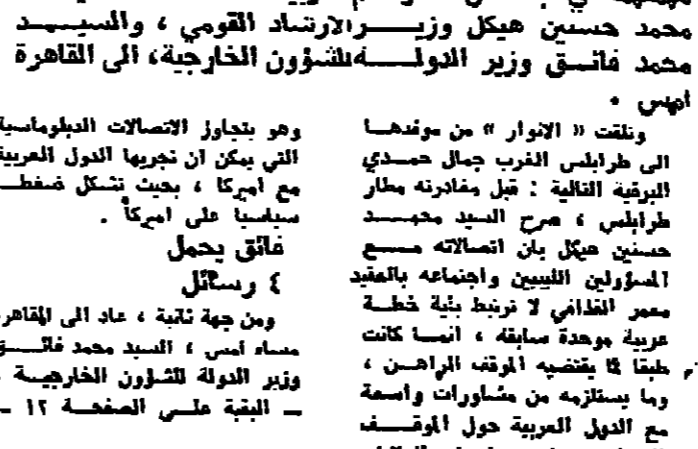 محمد حسنين هيكل وزير الارشاد القومي ، والسيد
محمد فائق وزير الدولة للشؤون الخارجية، الى القاهرة
امس .
وتلقت « الانوار » من موفدها
الى طرابلس الغرب جمال حمدي
البرقية التالية : قبل مغادرته مطار
طرابلس ، صرح السيد محمد
حسنين هيكل بان اتصالاته مع
المسؤولين الليبيين واجتماعه بالعقيد
معمر القذافي لا ترتبط بأية خطة
عربية موحدة سابقة ، انما كانت
طبقا لما يقتضيه الموقف الراهن ،
وما يستلزمه من مشاورات واسعة
مع الدول العربية حول الموقف
وهو يتجاوز الاتصالات الدبلوماسية
التي يمكن ان تجريها الدول العربية
مع اميركا ، بحيث تشكل ضغطا
سياسيا على اميركا .
فائق يحمل
٤ رسائل
ومن جهة ثانية ، عاد الى القاهرة
مساء امس ، السيد محمد فائق
وزير الدولة للشؤون الخارجية
ـ البقية على الصفحة ١٢ ـ